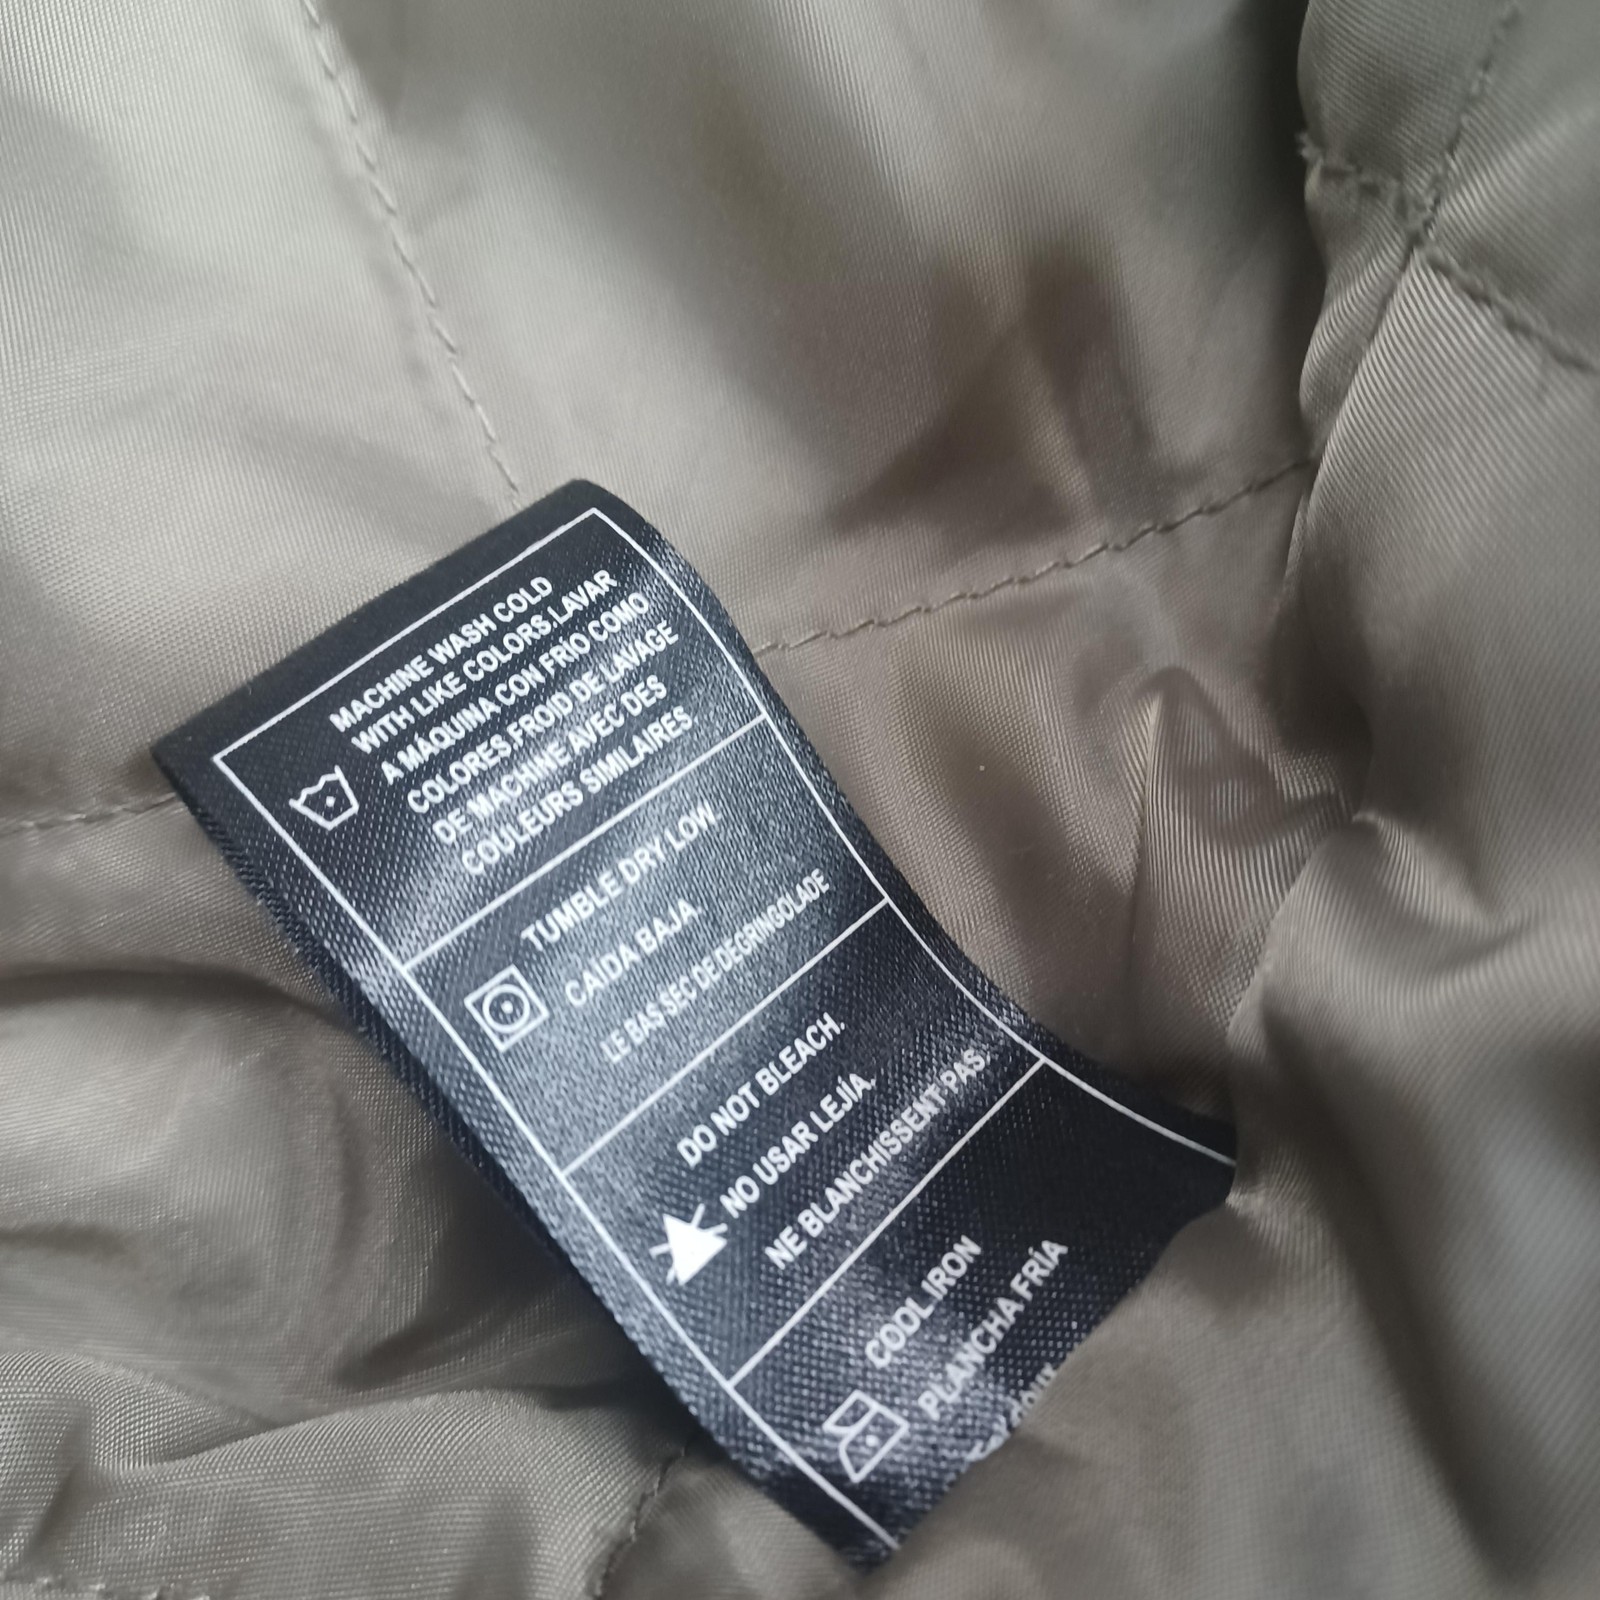 MACHINE WASH COLD
WITH LIKE COLORS,LAVAR
A MÁQUINA CON FRÍO COMO
COLORES,FROID DE LAVAGE
DE MACHINE AVEC DES
COULEURS SIMILAIRES
TUMBLE DRY LOW
CAIDA BAJA
LE BAS SEC DE DEGRINGOLADE
DO NOT BLEACH.
NO USAR LEJÍA.
NE BLANCHISSENT PAS.
COOL IRON
PLANCHA FRÍA